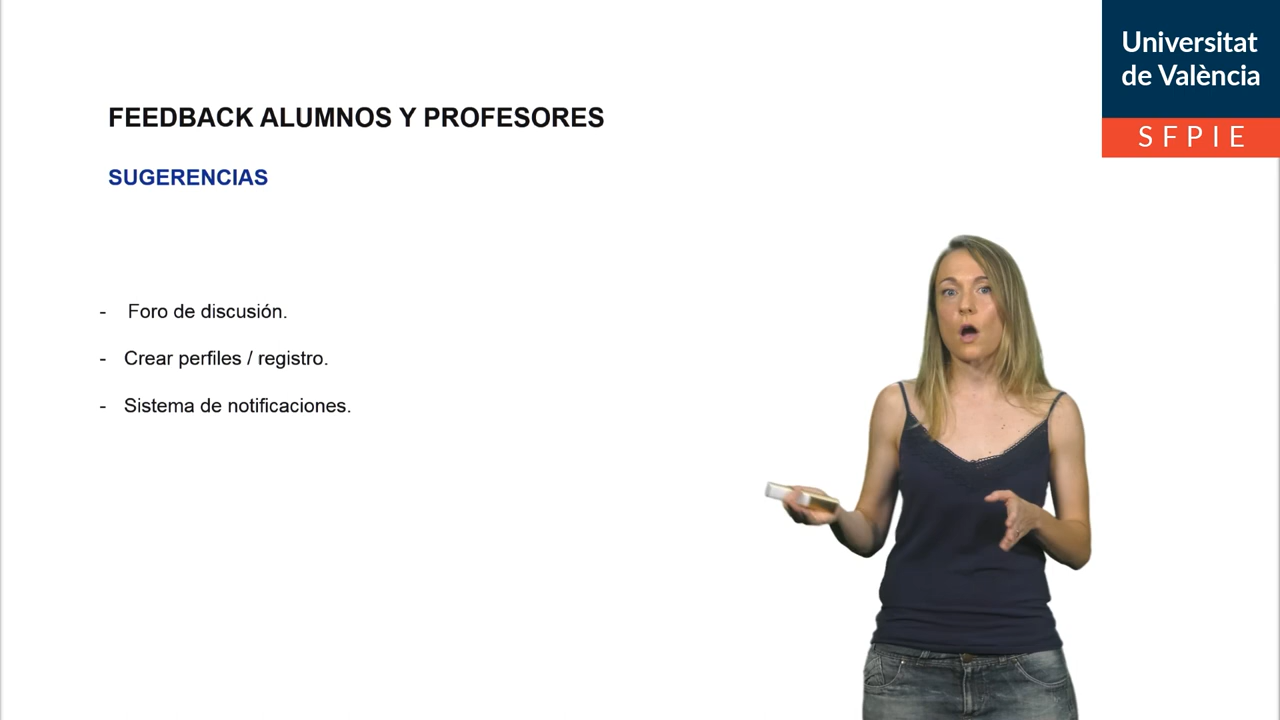 Universitat
de València
SFPIE
FEEDBACK ALUMNOS Y PROFESORES
SUGERENCIAS
- Foro de discusión.
- Crear perfiles / registro.
- Sistema de notificaciones.